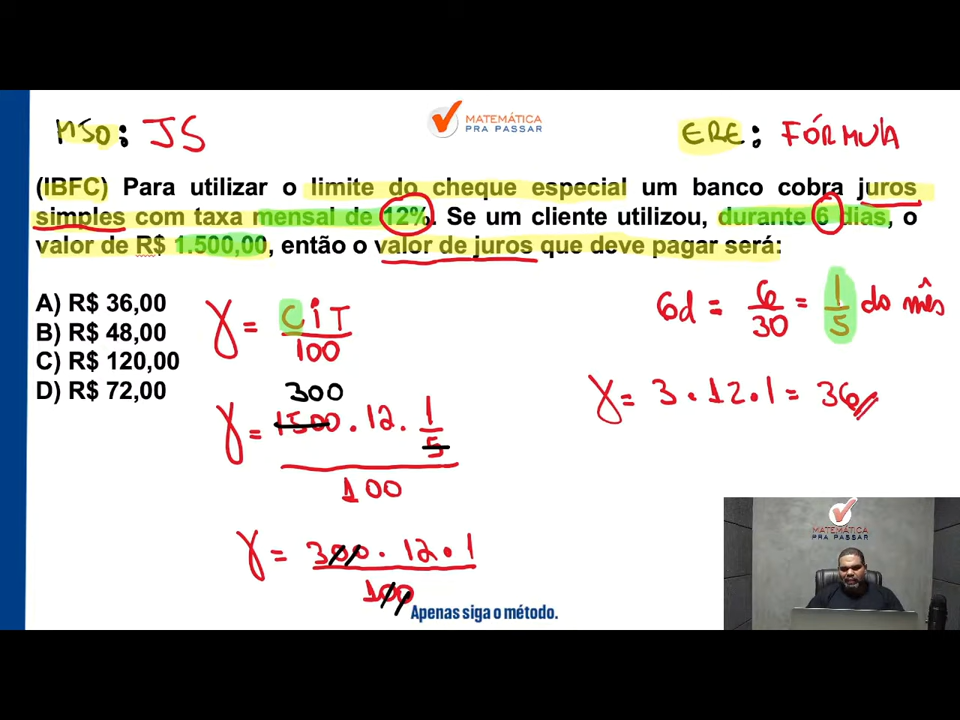 MJO: JS
MATEMÁTICA
PRA PASSAR
ERE: FÓRMULA
(IBFC) Para utilizar o limite do cheque especial um banco cobra juros
simples com taxa mensal de 12%. Se um cliente utilizou, durante 6 dias, o
valor de R$ 1.500,00, então o valor de juros que deve pagar será:
A) R$ 36,00
B) R$ 48,00
C) R$ 120,00
D) R$ 72,00
J = CiT
100
6d = 6/30 = 1/5 do mês
300
J = 1500 . 12 . 1/5
100
J = 3 . 12 . 1 = 36
J = 300 . 12 . 1
100
Apenas siga o método.
MATEMÁTICA
PRA PASSAR